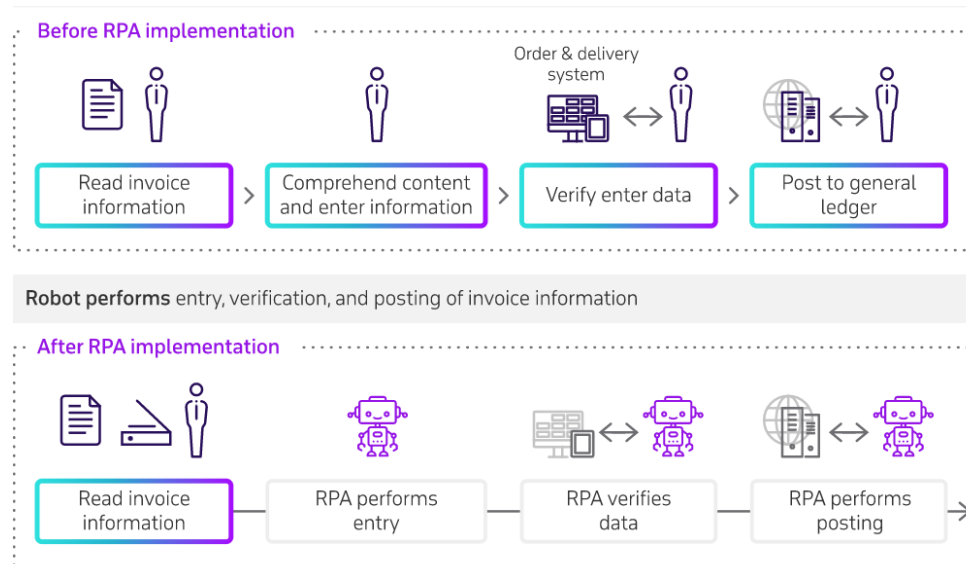 Before RPA implementation
Order & delivery
system
Read invoice
information
Comprehend content
and enter information
Verify enter data
Post to general
ledger
Robot performs entry, verification, and posting of invoice information
After RPA implementation
Read invoice
information
RPA performs
entry
RPA verifies
data
RPA performs
posting